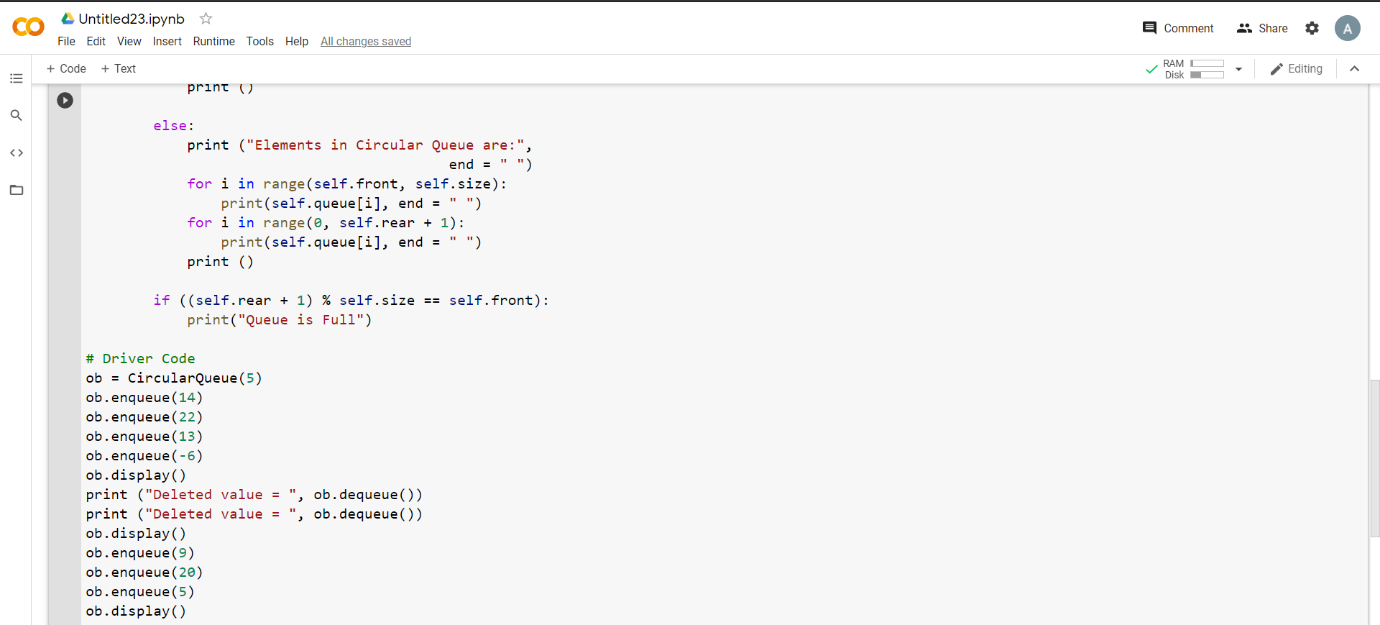 Untitled23.ipynb
File Edit View Insert Runtime Tools Help All changes saved
Comment Share A
+ Code + Text
RAM
Disk
Editing
print ()
else:
print ("Elements in Circular Queue are:",
end = " ")
for i in range(self.front, self.size):
print(self.queue[i], end = " ")
for i in range(0, self.rear + 1):
print(self.queue[i], end = " ")
print ()
if ((self.rear + 1) % self.size == self.front):
print("Queue is Full")
# Driver Code
ob = CircularQueue(5)
ob.enqueue(14)
ob.enqueue(22)
ob.enqueue(13)
ob.enqueue(-6)
ob.display()
print ("Deleted value = ", ob.dequeue())
print ("Deleted value = ", ob.dequeue())
ob.display()
ob.enqueue(9)
ob.enqueue(20)
ob.enqueue(5)
ob.display()